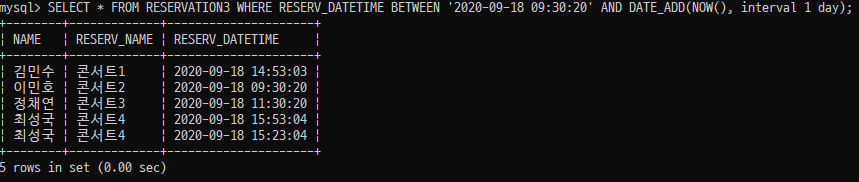 mysql> SELECT * FROM RESERVATION3 WHERE RESERV_DATETIME BETWEEN '2020-09-18 09:30:20' AND DATE_ADD(NOW(), interval 1 day);
+--------+-------------+---------------------+
| NAME | RESERV_NAME | RESERV_DATETIME |
+--------+-------------+---------------------+
| 김민수 | 콘서트1 | 2020-09-18 14:53:03 |
| 이민호 | 콘서트2 | 2020-09-18 09:30:20 |
| 정채연 | 콘서트3 | 2020-09-18 11:30:20 |
| 최성국 | 콘서트4 | 2020-09-18 15:53:04 |
| 최성국 | 콘서트4 | 2020-09-18 15:23:04 |
+--------+-------------+---------------------+
5 rows in set (0.00 sec)